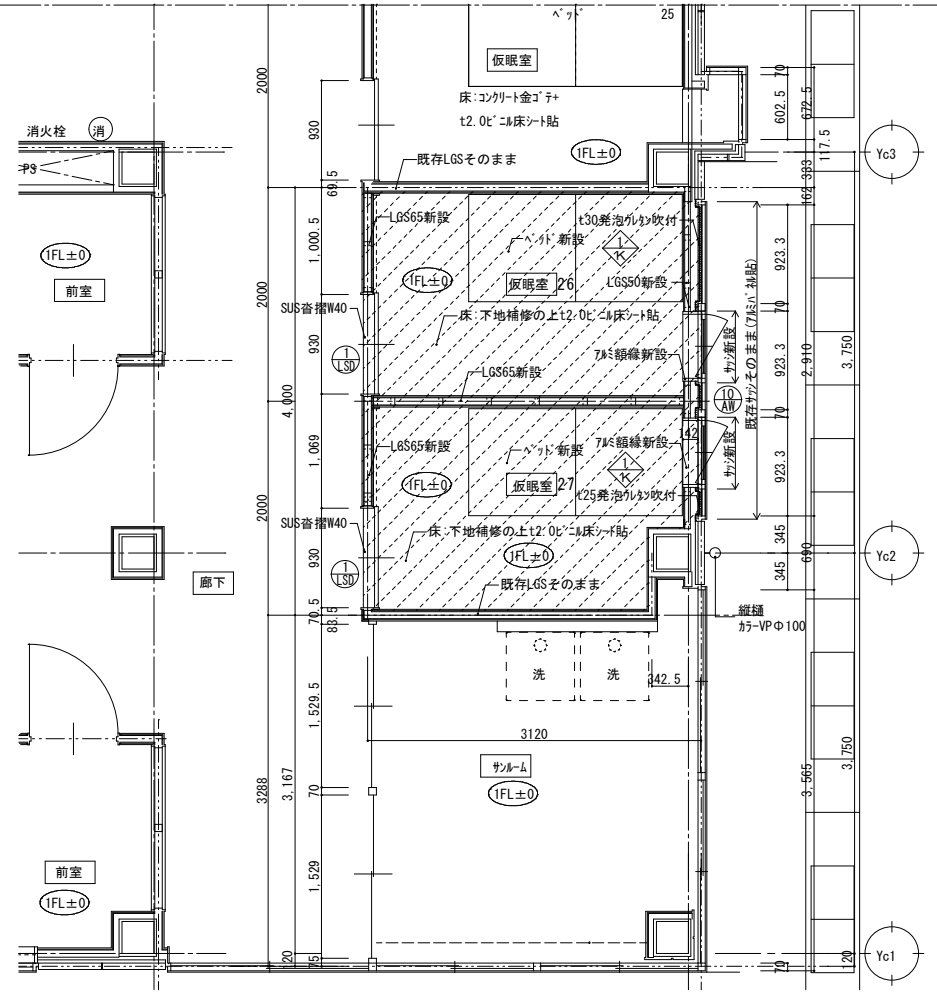 ﾍﾞｯﾄﾞ
25
仮眠室
床:ｺﾝｸﾘｰﾄ金ｺﾞﾃ+
t2.0ﾋﾞﾆﾙ床ｼｰﾄ貼
1FL±0
既存LGSそのまま
消火栓
消
PS
1FL±0
前室
2000
930
69.5
70
602.5
672.5
117.5
333
162
Yc3
LGS65新設
t30発泡ｳﾚﾀﾝ吹付
ﾍﾞｯﾄﾞ新設
1
K
1FL±0
仮眠室 26
LGS50新設
SUS沓摺W40
床:下地補修の上t2.0ﾋﾞﾆﾙ床ｼｰﾄ貼
1
LSD
ｱﾙﾐ額縁新設
LGS65新設
1,000.5
2000
930
4,000
ｻｯｼ新設
既存ｻｯｼそのまま(ｱﾙﾐﾊﾟﾈﾙ貼)
10
AW
923.3
70
923.3
2,910
3,750
70
923.3
1,069
2000
LGS65新設
ﾍﾞｯﾄﾞ新設
142
ｱﾙﾐ額縁新設
ｻｯｼ新設
1
K
1FL±0
仮眠室 27
t25発泡ｳﾚﾀﾝ吹付
SUS沓摺W40
床:下地補修の上t2.0ﾋﾞﾆﾙ床ｼｰﾄ貼
1FL±0
930
1
LSD
既存LGSそのまま
345
690
345
Yc2
廊下
70.5
83.5
縦樋
ｶﾗｰVPΦ100
洗
洗
342.5
1,529.5
3120
ｻﾝﾙｰﾑ
1FL±0
3288
3,167
70
3,565
3,750
1,529
前室
1FL±0
120
75
70
120
Yc1